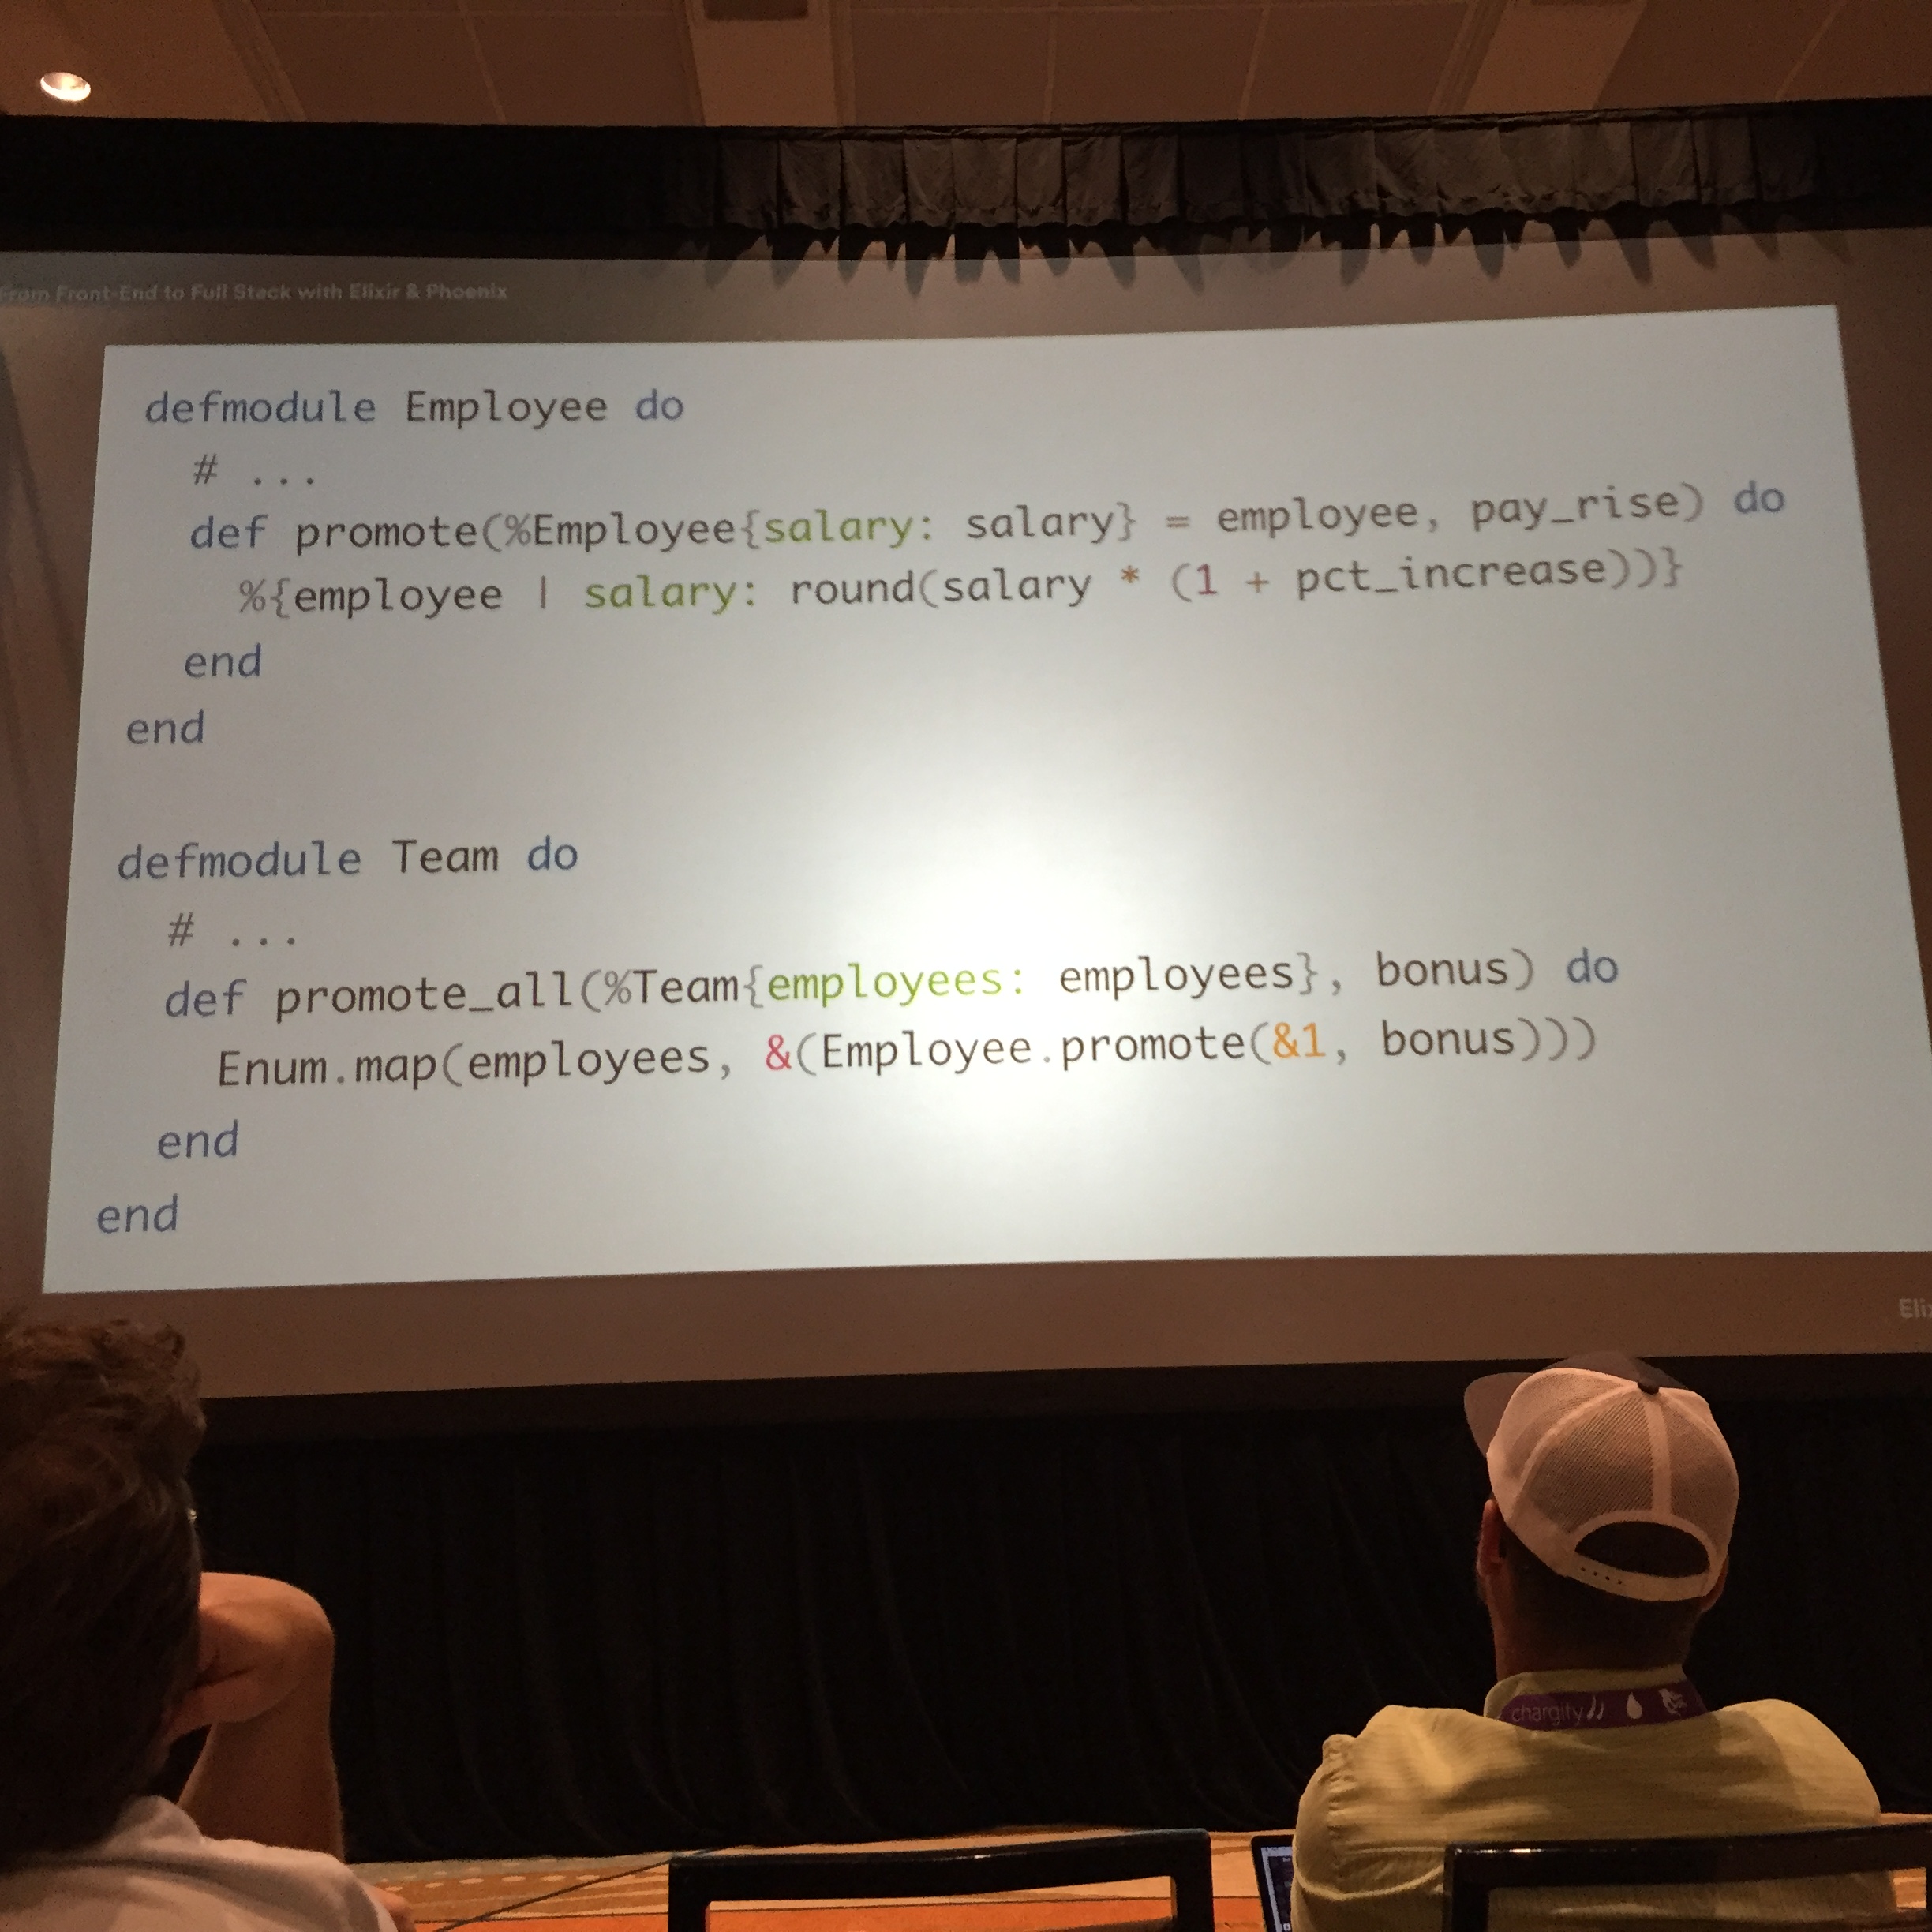 From Front-End to Full Stack with Elixir & Phoenix
defmodule Employee do
# ...
def promote(%Employee{salary: salary} = employee, pay_rise) do
%{employee | salary: round(salary * (1 + pct_increase))}
end
end
defmodule Team do
# ...
def promote_all(%Team{employees: employees}, bonus) do
Enum.map(employees, &(Employee.promote(&1, bonus)))
end
end
chargify